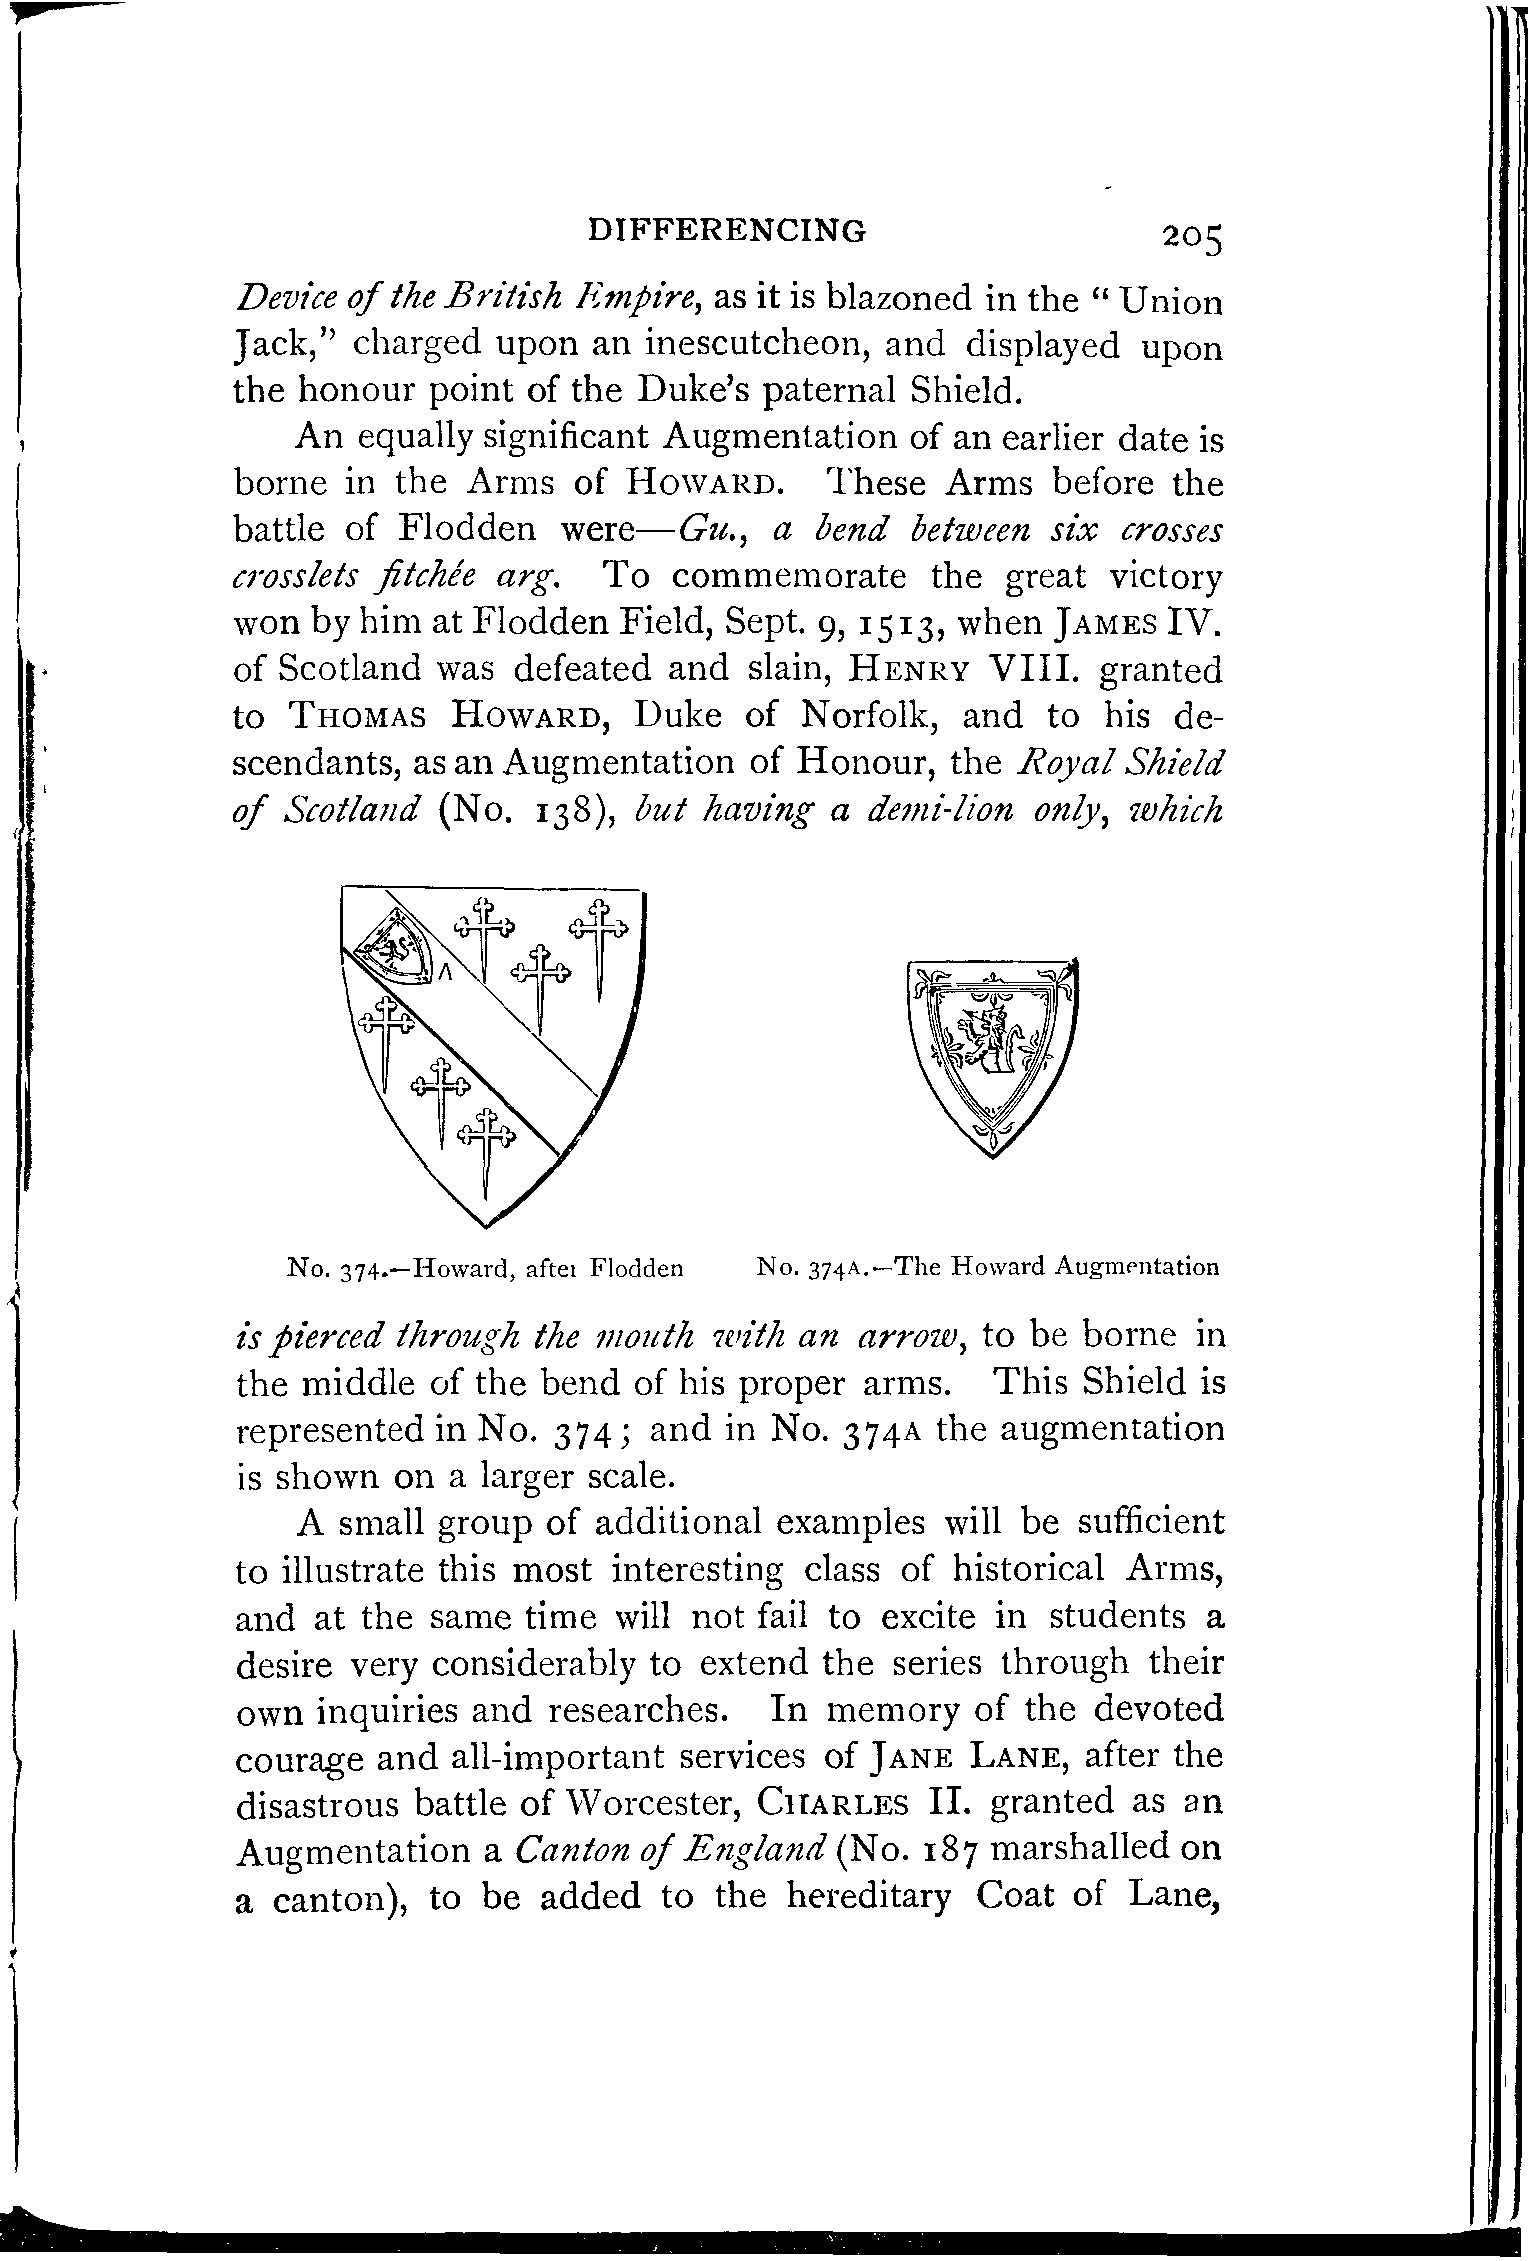 DIFFERENCING 205
Device of the British Empire, as it is blazoned in the “Union
Jack,” charged upon an inescutcheon, and displayed upon
the honour point of the Duke’s paternal Shield.
An equally significant Augmentation of an earlier date is
borne in the Arms of HOWARD. These Arms before the
battle of Flodden were—Gu., a bend between six crosses
crosslets fitchée arg. To commemorate the great victory
won by him at Flodden Field, Sept. 9, 1513, when JAMES IV.
of Scotland was defeated and slain, HENRY VIII. granted
to THOMAS HOWARD, Duke of Norfolk, and to his de-
scendants, as an Augmentation of Honour, the Royal Shield
of Scotland (No. 138), but having a demi-lion only, which
A
No. 374.—Howard, after Flodden No. 374A.—The Howard Augmentation
is pierced through the mouth with an arrow, to be borne in
the middle of the bend of his proper arms. This Shield is
represented in No. 374; and in No. 374A the augmentation
is shown on a larger scale.
A small group of additional examples will be sufficient
to illustrate this most interesting class of historical Arms,
and at the same time will not fail to excite in students a
desire very considerably to extend the series through their
own inquiries and researches. In memory of the devoted
courage and all-important services of JANE LANE, after the
disastrous battle of Worcester, CHARLES II. granted as an
Augmentation a Canton of England (No. 187 marshalled on
a canton), to be added to the hereditary Coat of Lane,